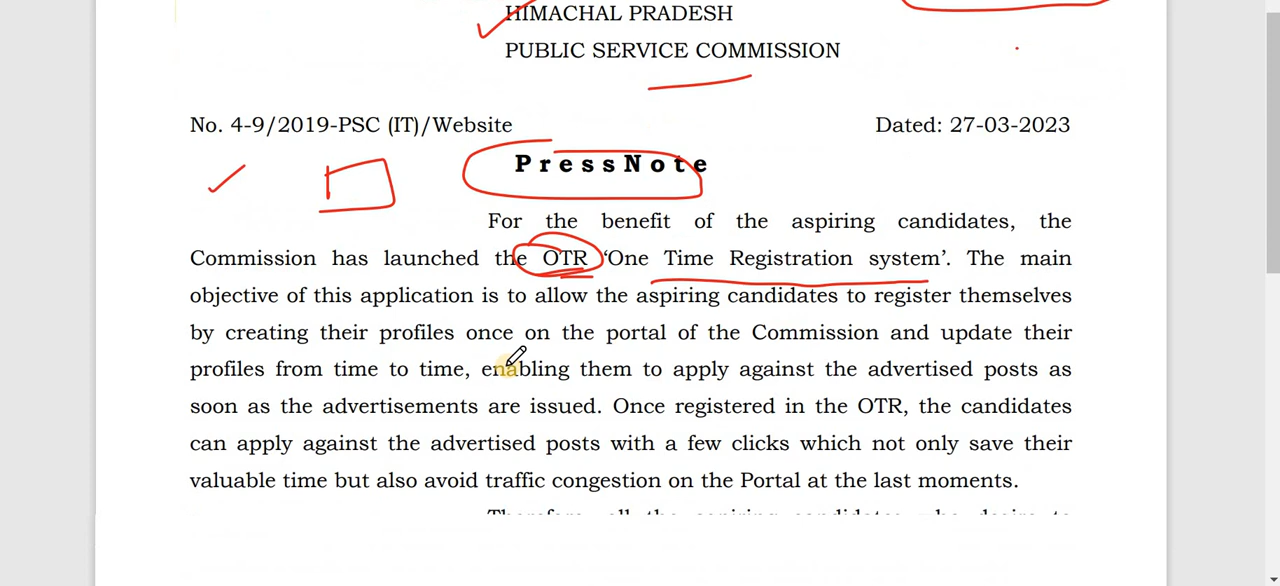 HIMACHAL PRADESH
PUBLIC SERVICE COMMISSION
No. 4-9/2019-PSC (IT)/Website Dated: 27-03-2023
PressNote
For the benefit of the aspiring candidates, the
Commission has launched the OTR 'One Time Registration system'. The main
objective of this application is to allow the aspiring candidates to register themselves
by creating their profiles once on the portal of the Commission and update their
profiles from time to time, enabling them to apply against the advertised posts as
soon as the advertisements are issued. Once registered in the OTR, the candidates
can apply against the advertised posts with a few clicks which not only save their
valuable time but also avoid traffic congestion on the Portal at the last moments.